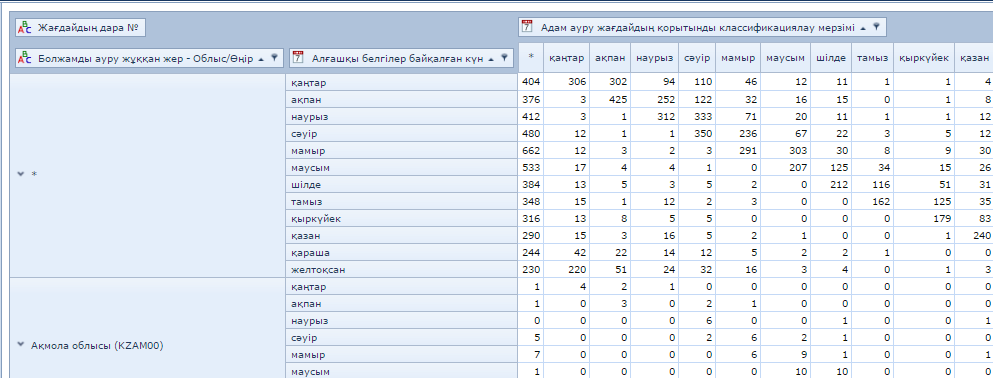 Жағдайдың дара №
Адам ауру жағдайдың қорытынды классификациялау мерзімі
Болжамды ауру жұққан жер - Облыс/Өңір
Алғашқы белгілер байқалған күн
* қаңтар ақпан наурыз сәуір мамыр маусым шілде тамыз қыркүйек қазан
қаңтар 404 306 302 94 110 46 12 11 1 1 4
ақпан 376 3 425 252 122 32 16 15 0 1 8
наурыз 412 3 1 312 333 71 20 11 1 1 12
сәуір 480 12 1 1 350 236 67 22 3 5 12
мамыр 662 12 3 2 3 291 303 30 8 9 30
* маусым 533 17 4 4 1 0 207 125 34 15 26
шілде 384 13 5 3 5 2 0 212 116 51 31
тамыз 348 15 1 12 2 3 0 0 162 125 35
қыркүйек 316 13 8 5 5 0 0 0 0 179 83
қазан 290 15 3 16 5 2 1 0 0 1 240
қараша 244 42 22 14 12 5 2 2 1 0 0
желтоқсан 230 220 51 24 32 16 3 4 0 1 3
қаңтар 1 4 2 1 0 0 0 0 0 0 0
ақпан 1 0 3 0 2 1 0 0 0 0 0
наурыз 0 0 0 0 6 0 0 1 0 0 1
Ақмола облысы (KZAM00) сәуір 5 0 0 0 2 6 2 1 0 0 0
мамыр 7 0 0 0 0 6 9 1 0 0 1
маусым 1 0 0 0 0 0 10 10 0 0 0